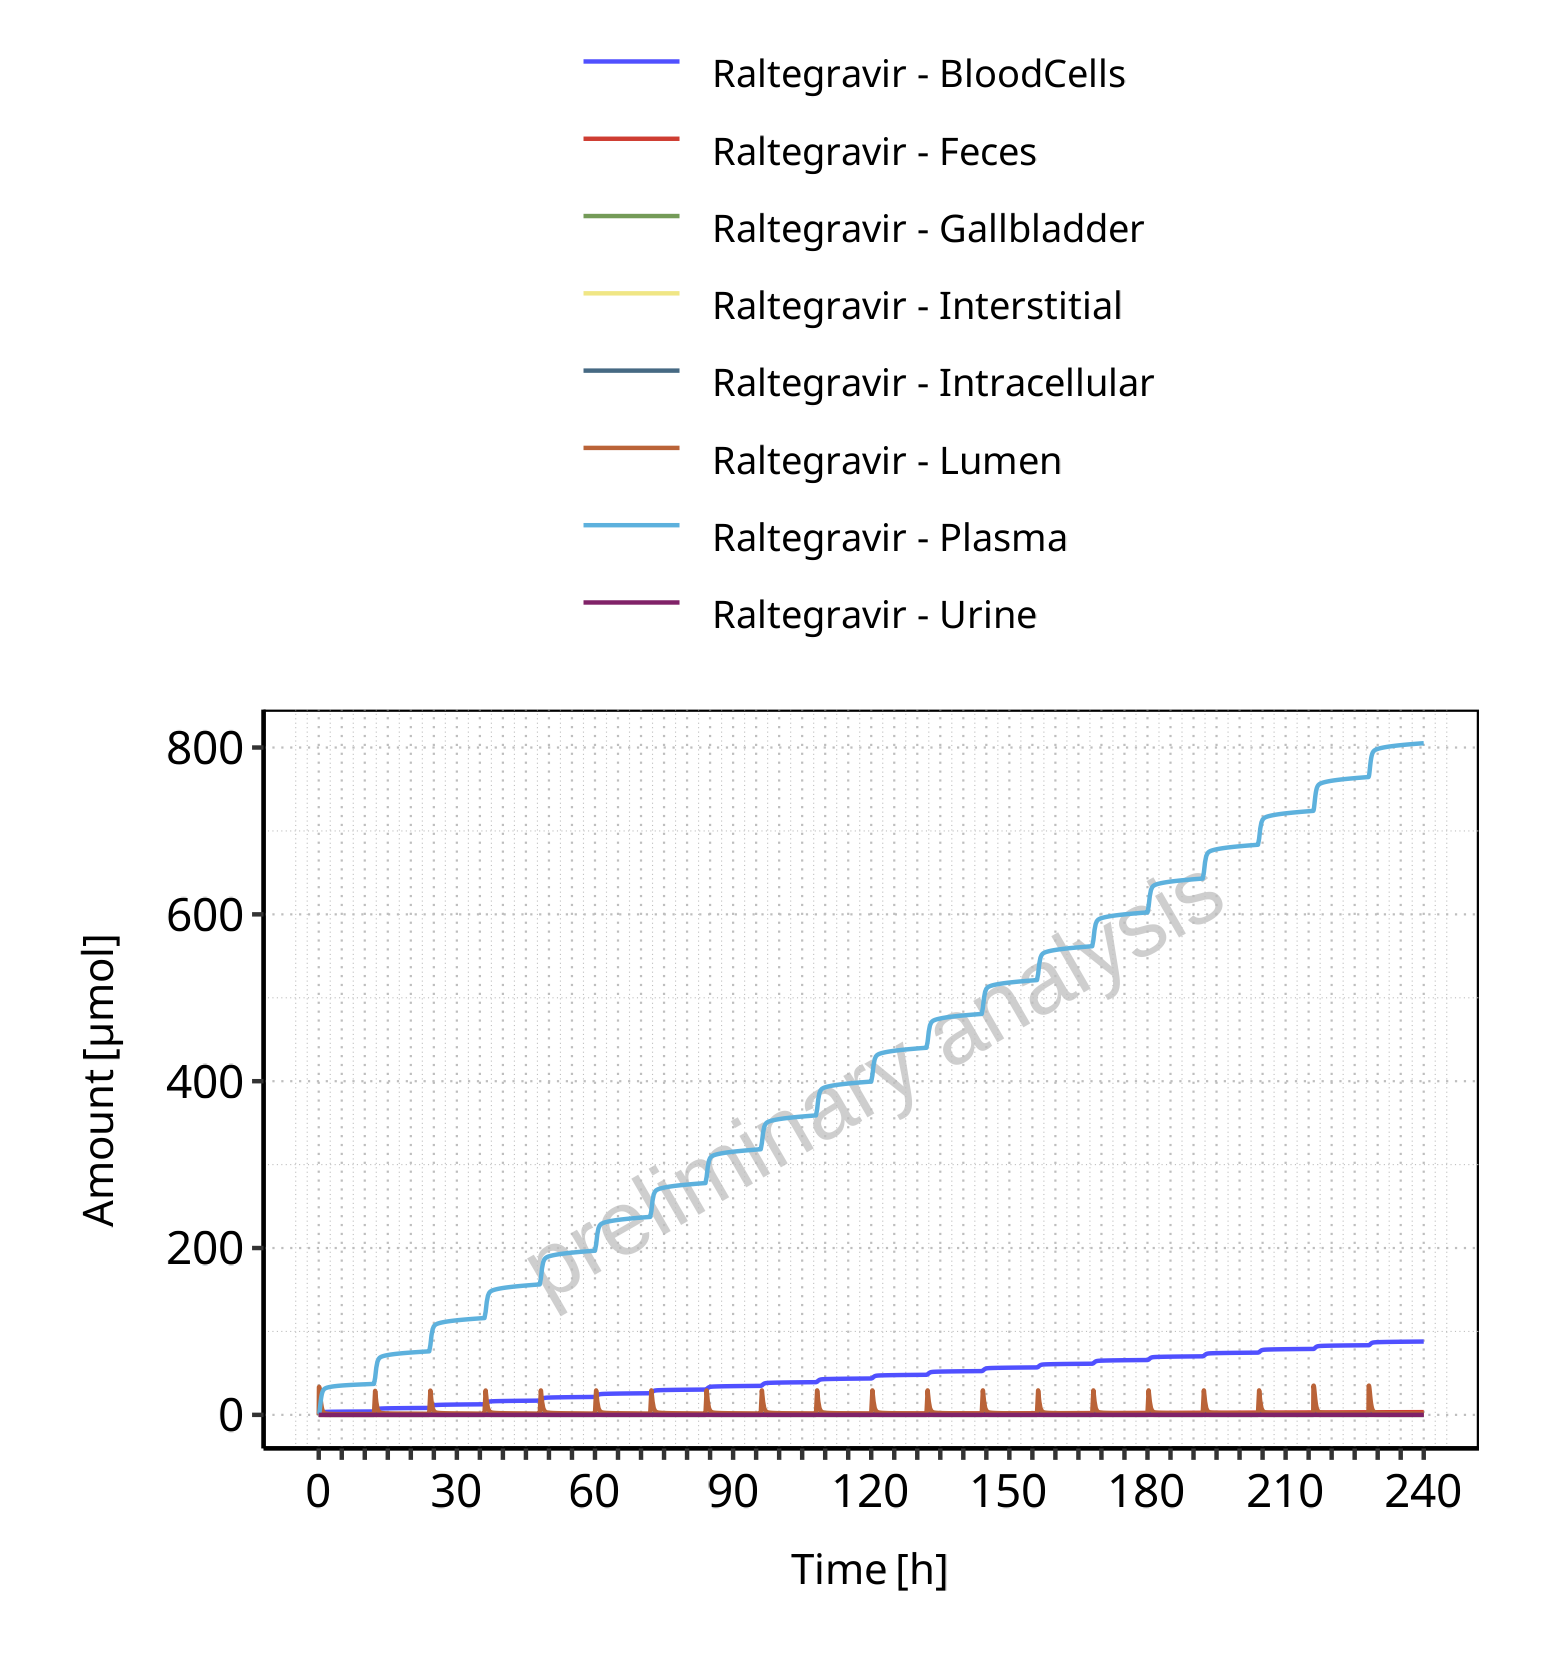 Raltegravir - BloodCells
Raltegravir - Feces
Raltegravir - Gallbladder
Raltegravir - Interstitial
Raltegravir - Intracellular
Raltegravir - Lumen
Raltegravir - Plasma
Raltegravir - Urine
800
600
400
200
0
Amount [µmol]
preliminary analysis
0 30 60 90 120 150 180 210 240
Time [h]